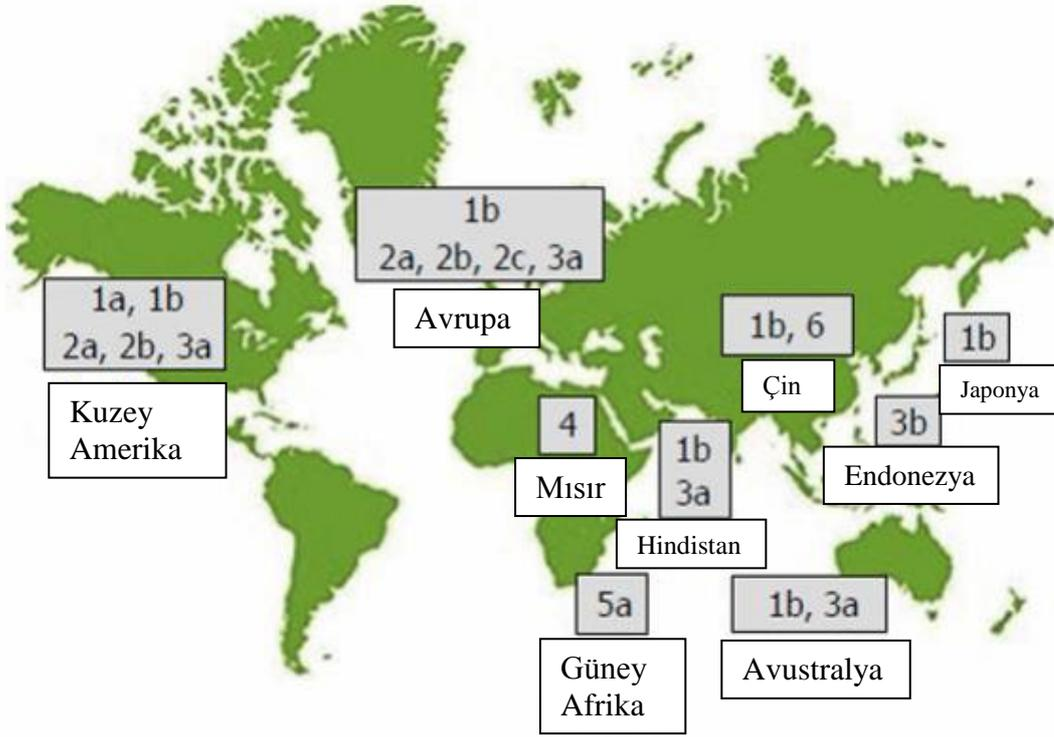 1b
2a, 2b, 2c, 3a
Avrupa
1a, 1b
2a, 2b, 3a
Kuzey
Amerika
1b, 6
Çin
1b
Japonya
4
Mısır
1b
3a
Hindistan
3b
Endonezya
5a
Güney
Afrika
1b, 3a
Avustralya